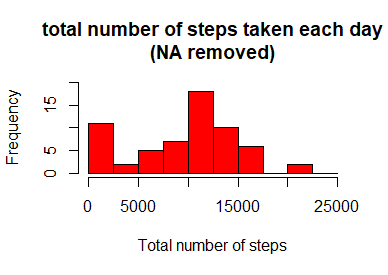 total number of steps taken each day
(NA removed)
Frequency
15
5
0
0
5000
15000
25000
Total number of steps